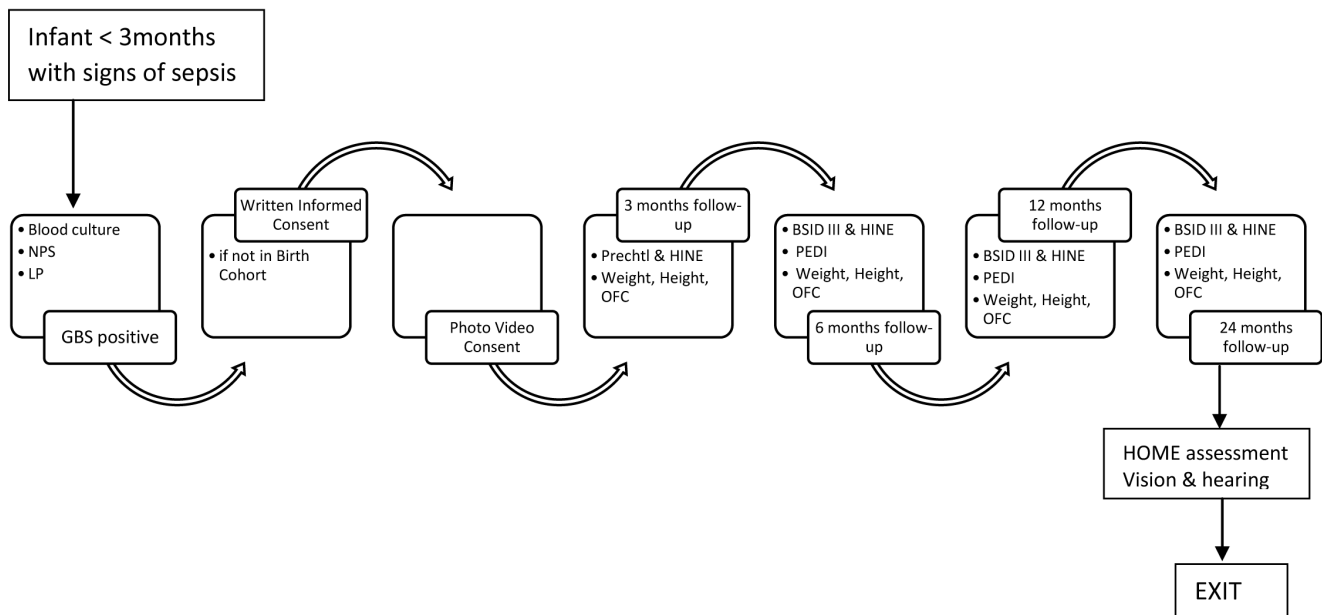 Infant < 3months
with signs of sepsis
• Blood culture
• NPS
• LP
GBS positive
Written Informed
Consent
• if not in Birth
Cohort
Photo Video
Consent
3 months follow-
up
• Prechtl & HINE
• Weight, Height,
OFC
• BSID III & HINE
• PEDI
• Weight, Height,
OFC
6 months follow-
up
12 months
follow-up
• BSID III & HINE
• PEDI
• Weight, Height,
OFC
• BSID III & HINE
• PEDI
• Weight, Height,
OFC
24 months
follow-up
HOME assessment
Vision & hearing
EXIT